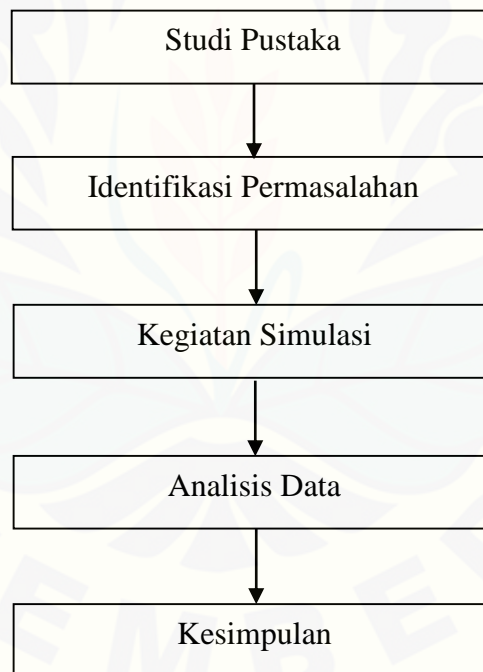 Studi Pustaka
Identifikasi Permasalahan
Kegiatan Simulasi
Analisis Data
Kesimpulan